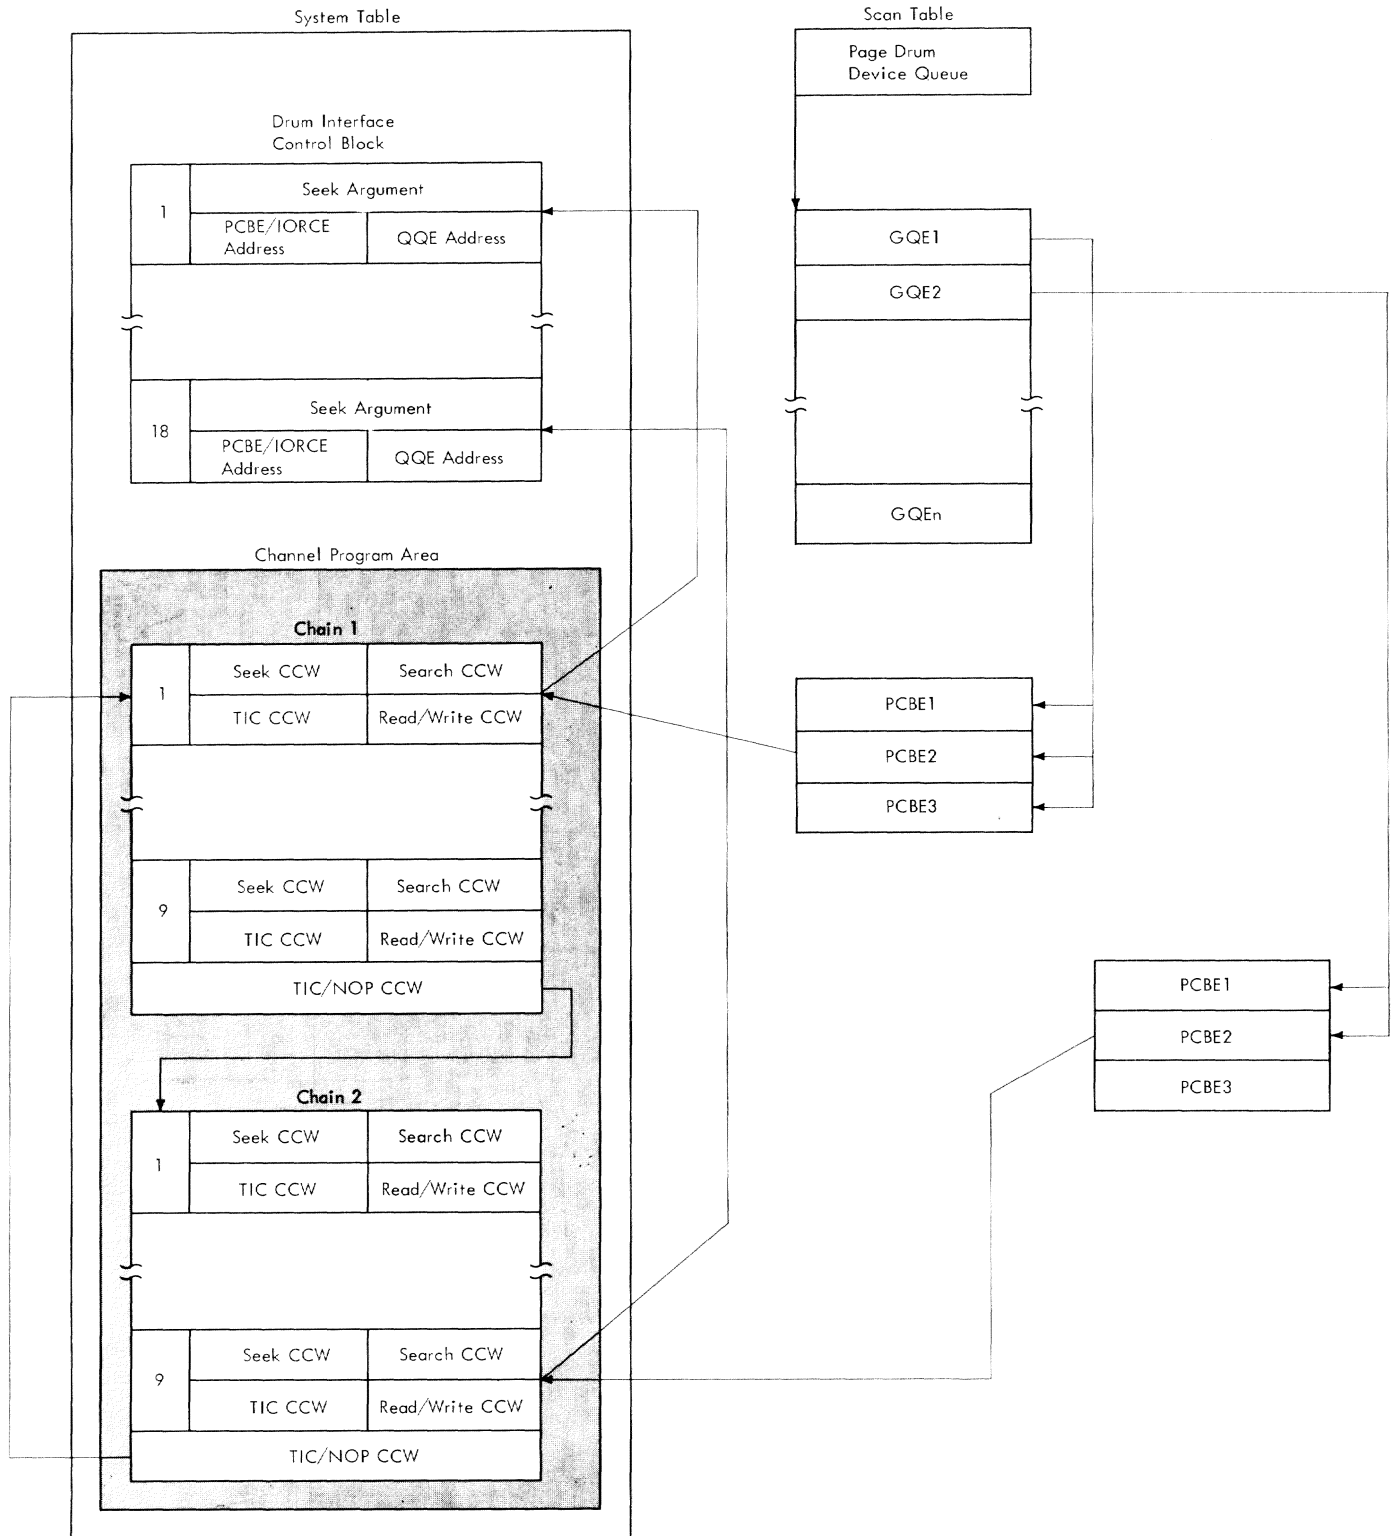 System Table
Drum Interface
Control Block
1
Seek Argument
PCBE/IORCE
Address
QQE Address
18
Seek Argument
PCBE/IORCE
Address
QQE Address
Channel Program Area
Chain 1
1
Seek CCW
Search CCW
TIC CCW
Read/Write CCW
9
Seek CCW
Search CCW
TIC CCW
Read/Write CCW
TIC/NOP CCW
Chain 2
1
Seek CCW
Search CCW
TIC CCW
Read/Write CCW
9
Seek CCW
Search CCW
TIC CCW
Read/Write CCW
TIC/NOP CCW
Scan Table
Page Drum
Device Queue
GQE1
GQE2
GQEn
PCBE1
PCBE2
PCBE3
PCBE1
PCBE2
PCBE3